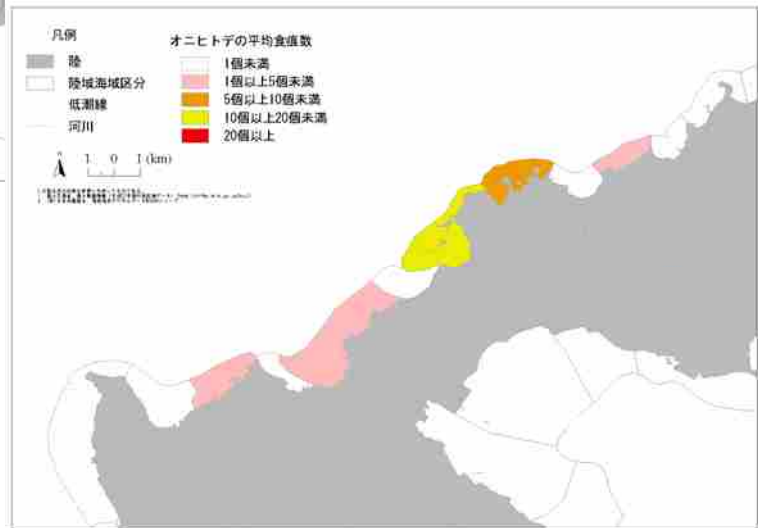 凡例
陸
陸域海域区分
低潮線
河川
オニヒトデの平均食痕数
1個未満
1個以上5個未満
5個以上10個未満
10個以上20個未満
20個以上
N
1 0 1 (km)